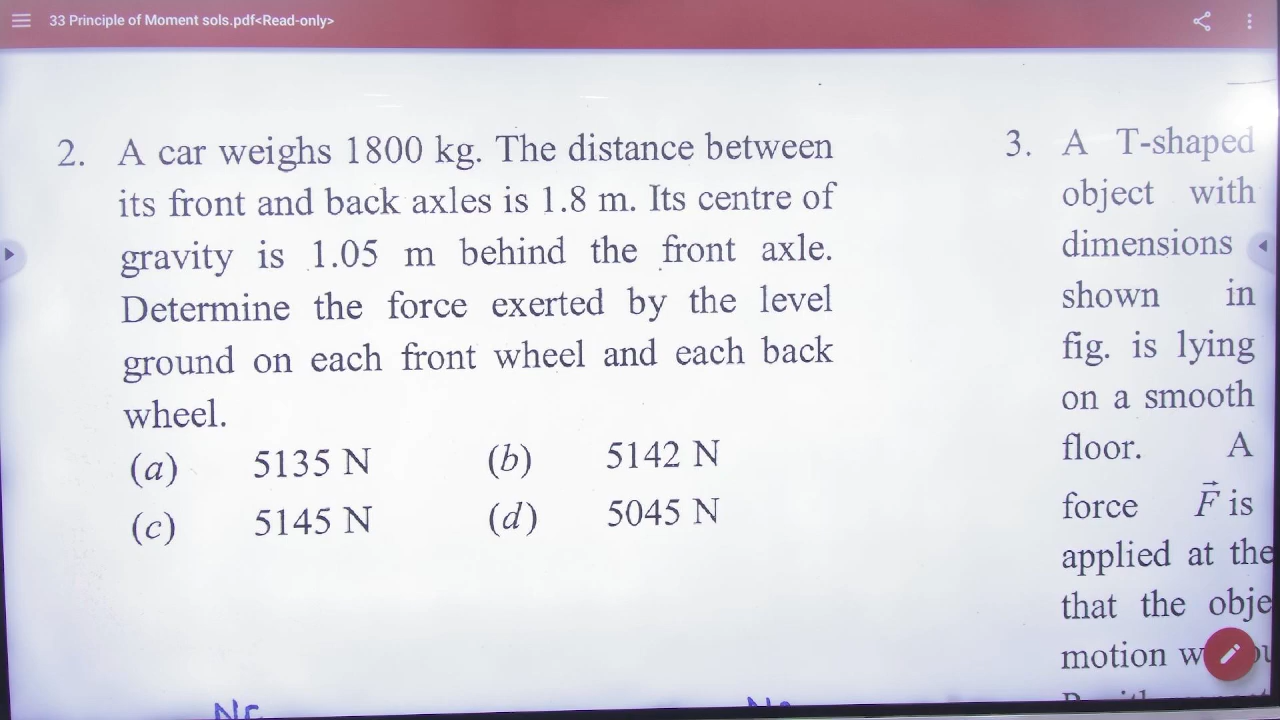 33 Principle of Moment sols.pdf<Read-only>
2. A car weighs 1800 kg. The distance between
its front and back axles is 1.8 m. Its centre of
gravity is 1.05 m behind the front axle.
Determine the force exerted by the level
ground on each front wheel and each back
wheel.
(a) 5135 N (b) 5142 N
(c) 5145 N (d) 5045 N
3. A T-shaped
object with
dimensions
shown in
fig. is lying
on a smooth
floor. A
force F⃗ is
applied at the
that the obje
motion w